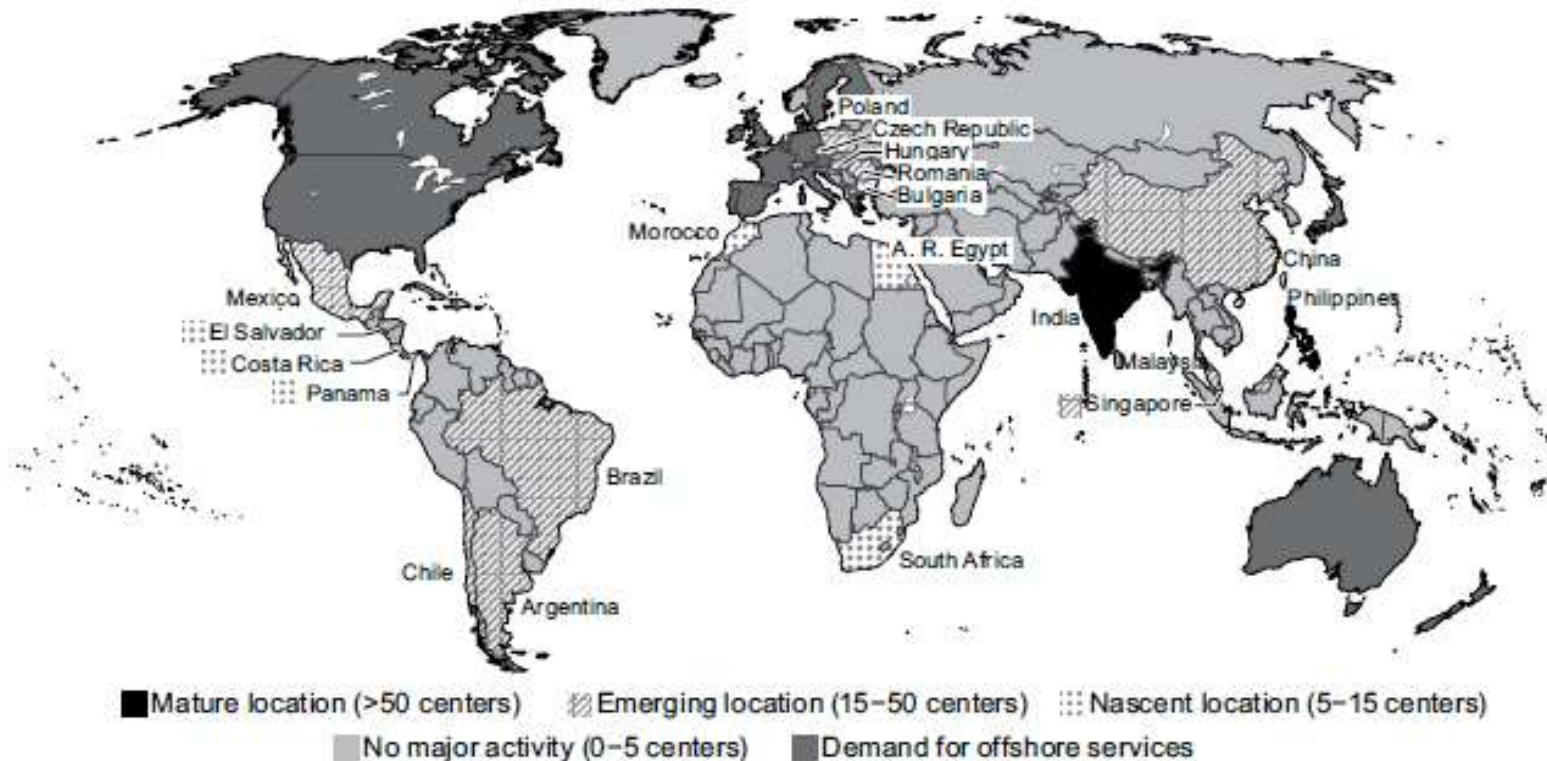 Poland
Czech Republic
Hungary
Romania
Bulgaria
Morocco
A. R. Egypt
China
Mexico
Philippines
India
El Salvador
Malaysia
Costa Rica
Panama
Singapore
Brazil
South Africa
Chile
Argentina
Mature location (>50 centers) Emerging location (15–50 centers) Nascent location (5–15 centers)
No major activity (0–5 centers) Demand for offshore services